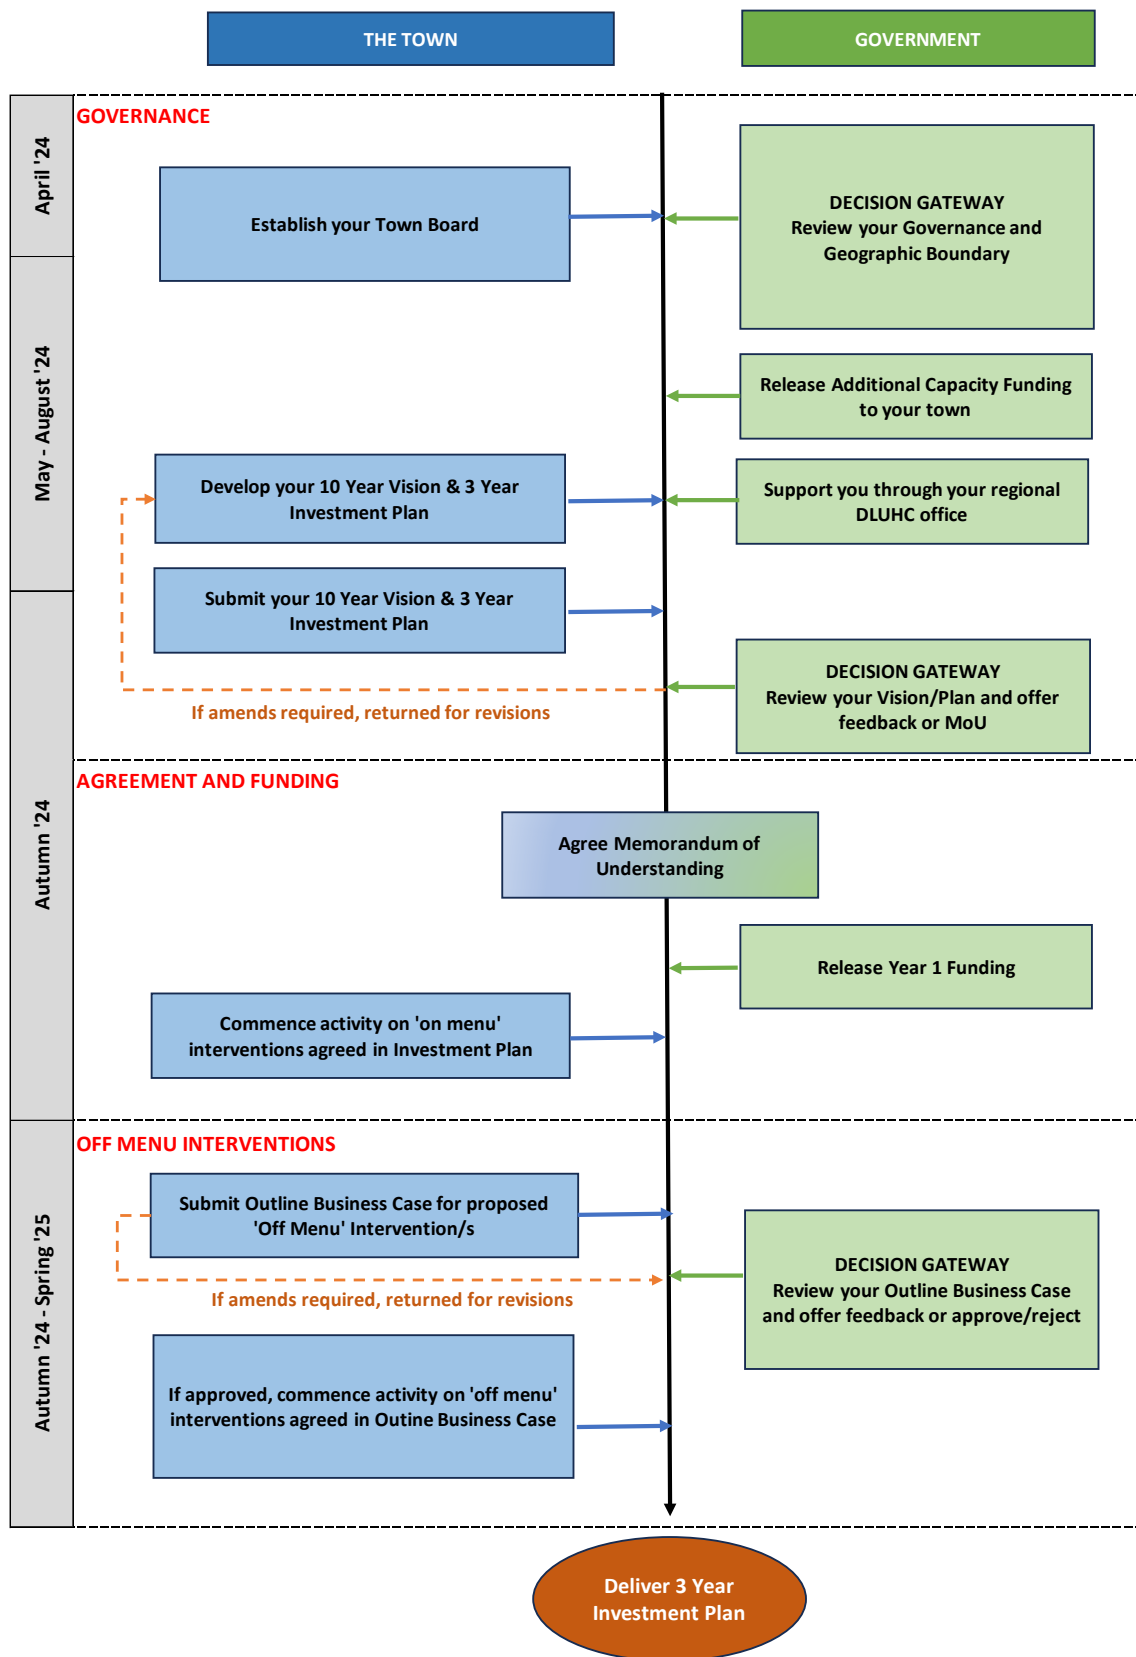 THE TOWN
GOVERNMENT
April '24
GOVERNANCE
Establish your Town Board
DECISION GATEWAY
Review your Governance and
Geographic Boundary
May - August '24
Release Additional Capacity Funding
to your town
Develop your 10 Year Vision & 3 Year
Investment Plan
Support you through your regional
DLUHC office
Submit your 10 Year Vision & 3 Year
Investment Plan
DECISION GATEWAY
Review your Vision/Plan and offer
feedback or MoU
If amends required, returned for revisions
Autumn '24
AGREEMENT AND FUNDING
Agree Memorandum of
Understanding
Release Year 1 Funding
Commence activity on 'on menu'
interventions agreed in Investment Plan
Autumn '24 - Spring '25
OFF MENU INTERVENTIONS
Submit Outline Business Case for proposed
'Off Menu' Intervention/s
DECISION GATEWAY
Review your Outline Business Case
and offer feedback or approve/reject
If amends required, returned for revisions
If approved, commence activity on 'off menu'
interventions agreed in Outine Business Case
Deliver 3 Year
Investment Plan